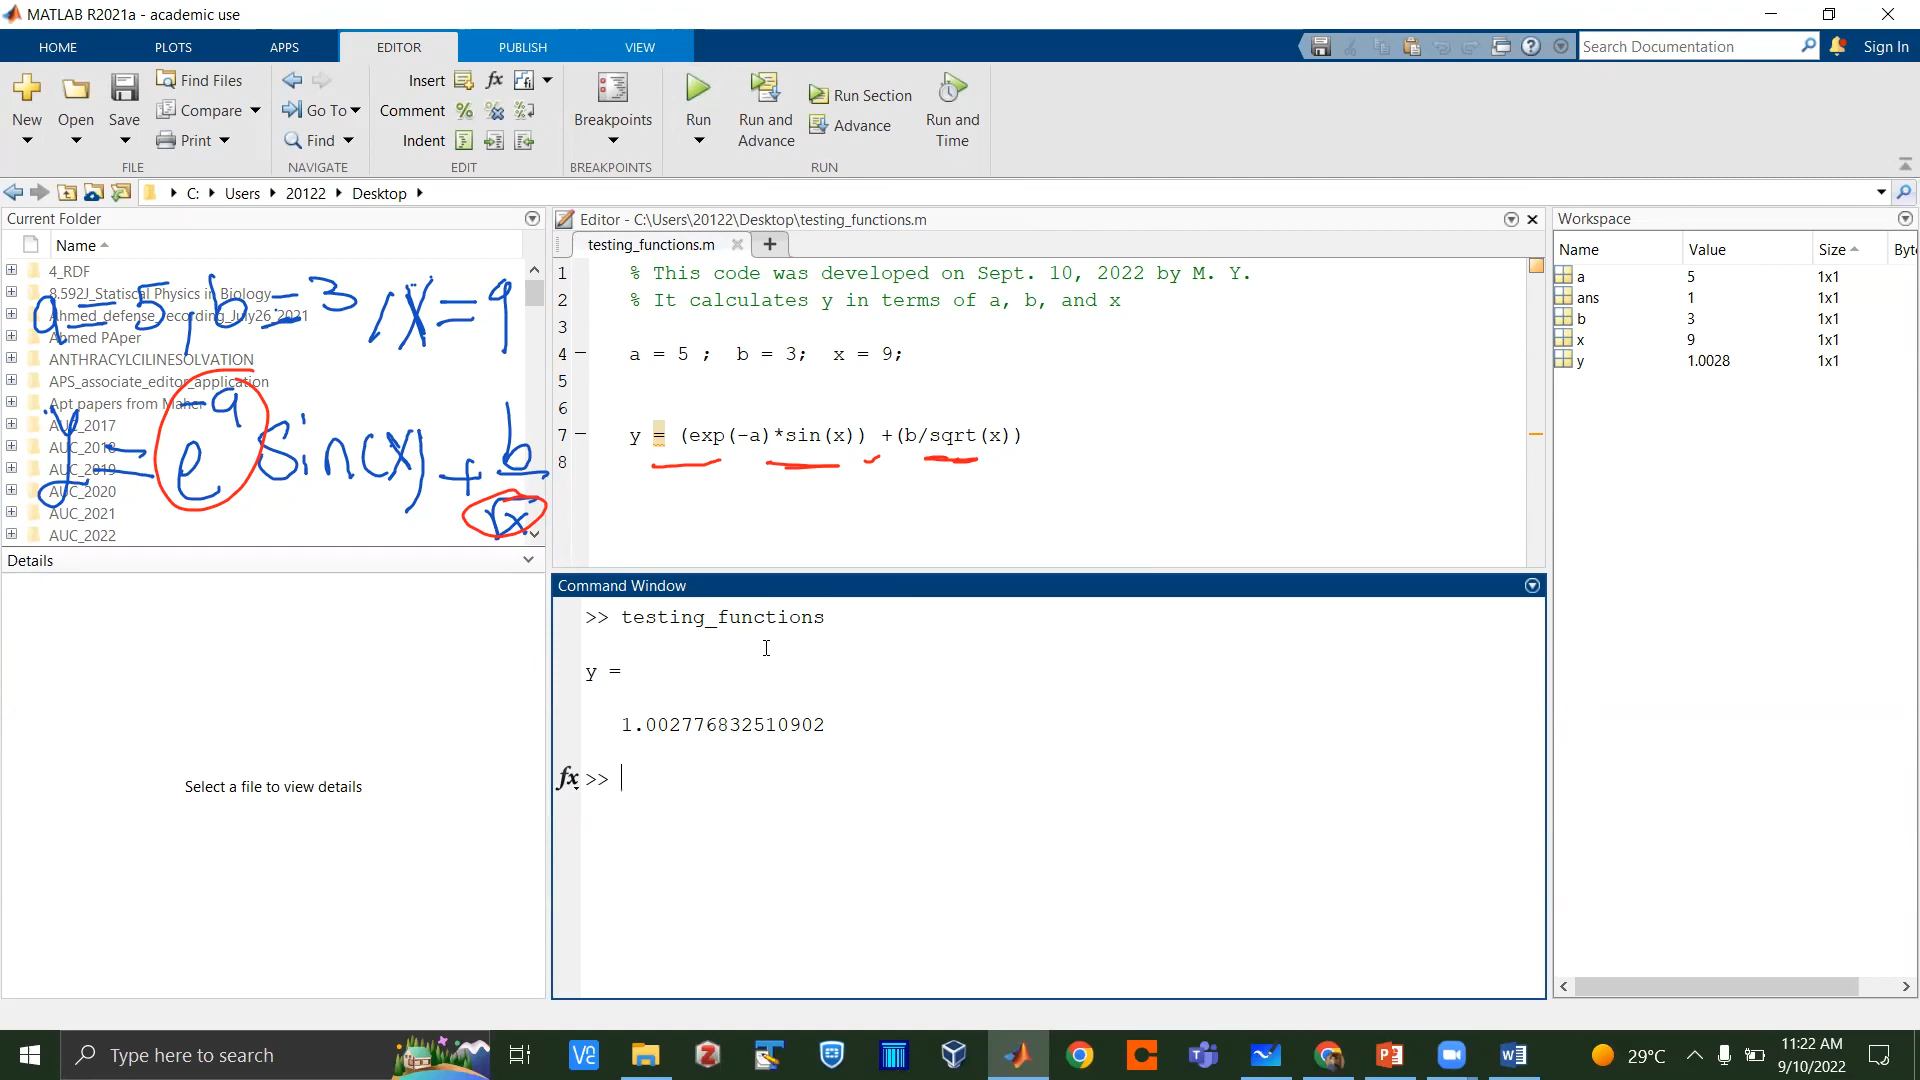 MATLAB R2021a - academic use
HOME PLOTS APPS EDITOR PUBLISH VIEW
Search Documentation
Sign In
New
Open
Save
Find Files
Compare
Print
FILE
Go To
Find
NAVIGATE
Insert
Comment
Indent
fx
EDIT
Breakpoints
BREAKPOINTS
Run
Run and
Advance
Run Section
Advance
Run and
Time
RUN
C: Users 20122 Desktop
Current Folder
Name
4_RDF
8.592J_Statiscal Physics in Biology
Ahmed_defense_recording_July26_2021
Ahmed PAper
ANTHRACYLCILINESOLVATION
APS_associate_editor_application
Apt papers from Maher
AUC_2017
AUC_2018
AUC_2019
AUC_2020
AUC_2021
AUC_2022
a=5, b=3, x=9
y = e^-a sin(x) + b/√x
Details
Select a file to view details
Editor - C:\Users\20122\Desktop\testing_functions.m
testing_functions.m
1 % This code was developed on Sept. 10, 2022 by M. Y.
2 % It calculates y in terms of a, b, and x
3
4 a = 5 ; b = 3; x = 9;
5
6
7 y = (exp(-a)*sin(x)) +(b/sqrt(x))
8
Command Window
>> testing_functions
y =
1.002776832510902
fx >>
Workspace
Name Value Size Byt
a 5 1x1
ans 1 1x1
b 3 1x1
x 9 1x1
y 1.0028 1x1
Type here to search
29°C
11:22 AM
9/10/2022